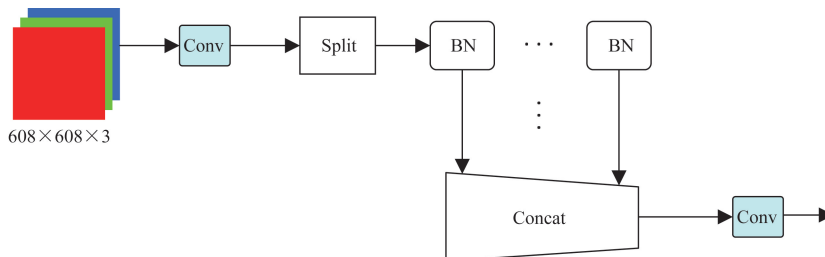 Conv
Split
BN
···
BN
608×608×3
Concat
Conv